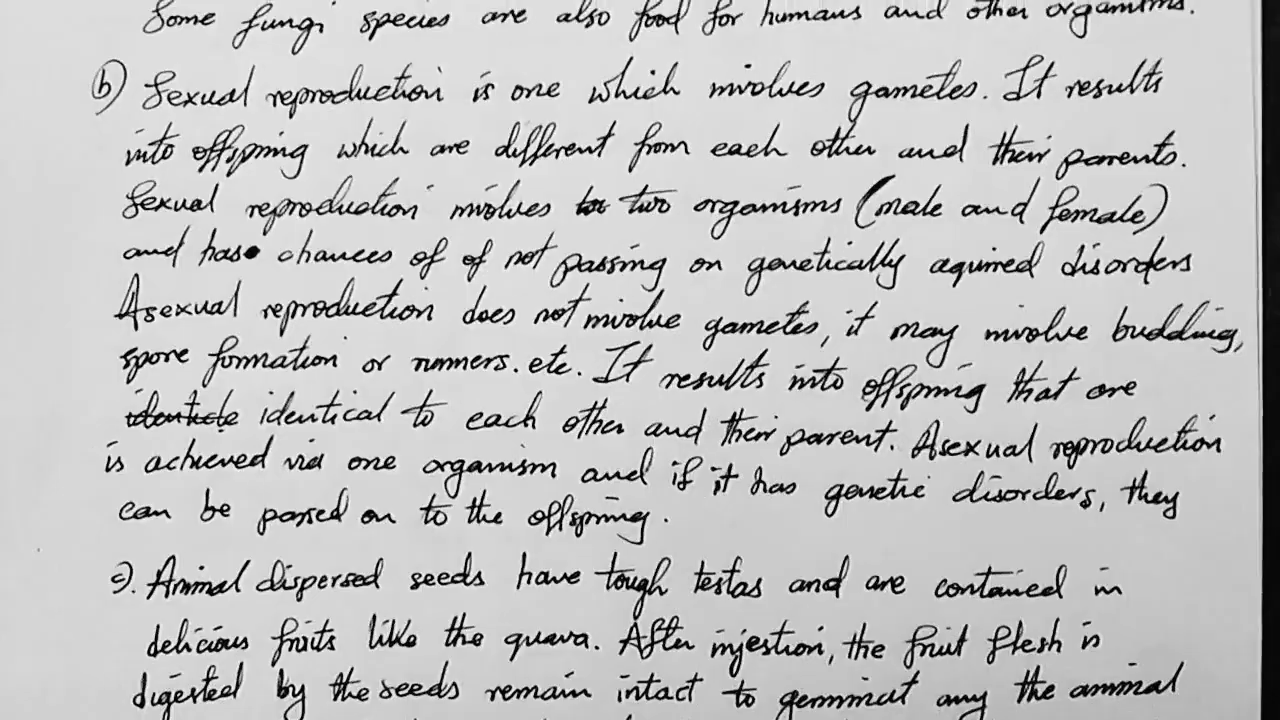 Some fungi species are also food for humans and other organisms.
b) Sexual reproduction is one which involves gametes. It results
into offspring which are different from each other and their parents.
Sexual reproduction involves two organisms (male and female)
and has chances of of not passing on genetically aquired disorders
Asexual reproduction does not involve gametes, it may involve budding,
spore formation or runners. etc. It results into offspring that are
identicle identical to each other and their parent. Asexual reproduction
is achieved via one organism and if it has genetic disorders, they
can be passed on to the offspring.
c). Animal dispersed seeds have tough testas and are contained in
delicious fruits like the guava. After injestion, the fruit flesh is
digested by the seeds remain intact to germinat any the animal